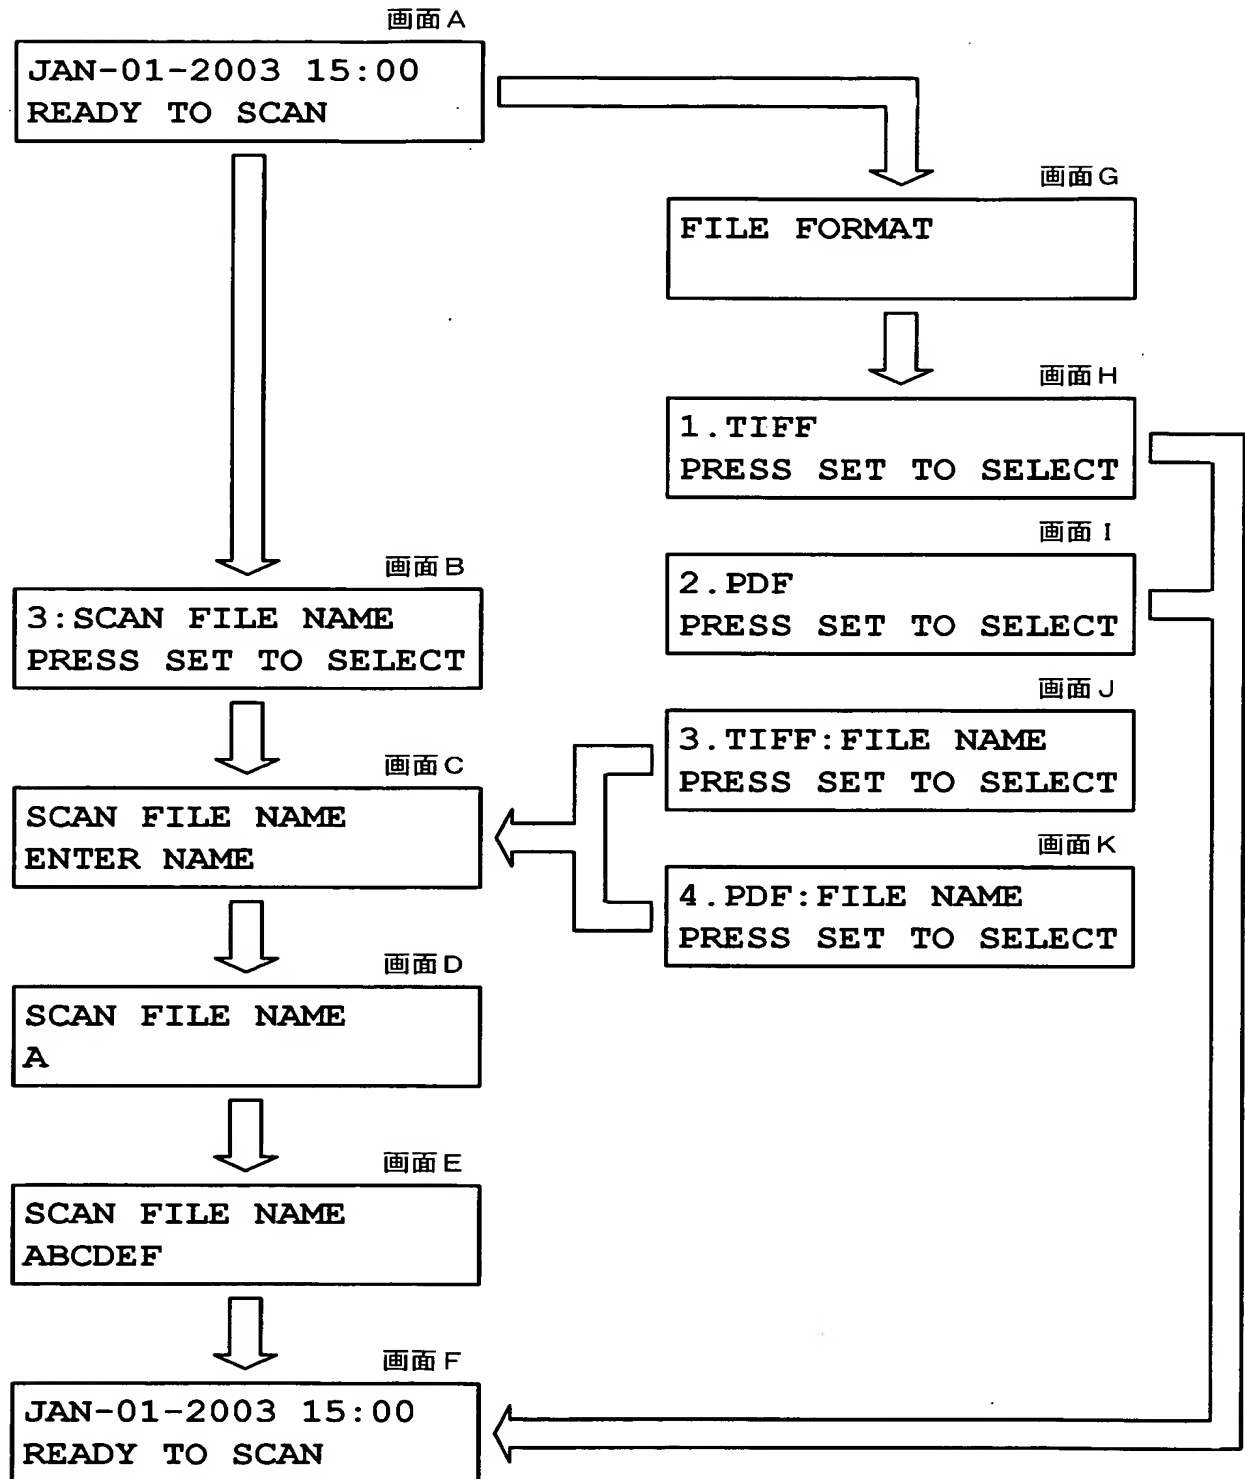 画面A
JAN-01-2003 15:00
READY TO SCAN
画面G
FILE FORMAT
画面H
1.TIFF
PRESS SET TO SELECT
画面I
2.PDF
PRESS SET TO SELECT
画面B
3:SCAN FILE NAME
PRESS SET TO SELECT
画面J
3.TIFF:FILE NAME
PRESS SET TO SELECT
画面C
SCAN FILE NAME
ENTER NAME
画面K
4.PDF:FILE NAME
PRESS SET TO SELECT
画面D
SCAN FILE NAME
A
画面E
SCAN FILE NAME
ABCDEF
画面F
JAN-01-2003 15:00
READY TO SCAN